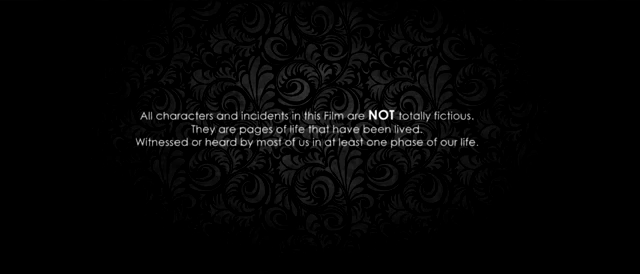 All characters and incidents in this Film are NOT totally fictious.
They are pages of life that have been lived.
Witnessed or heard by most of us in at least one phase of our life.